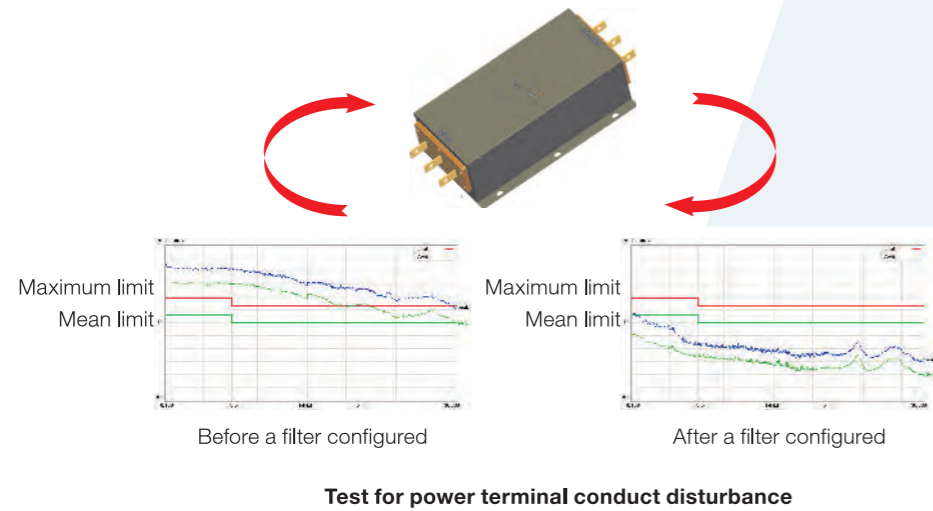 Maximum limit
Mean limit
Maximum limit
Mean limit
Before a filter configured
After a filter configured
Test for power terminal conduct disturbance